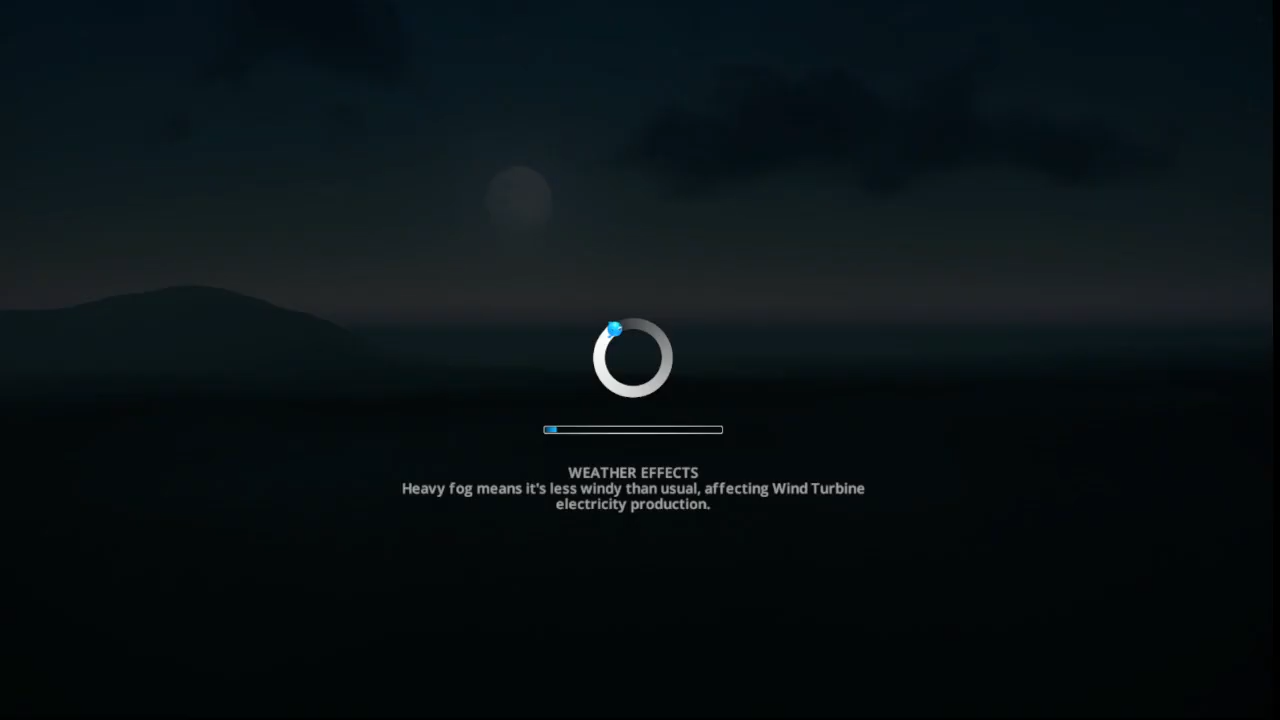 WEATHER EFFECTS
Heavy fog means it's less windy than usual, affecting Wind Turbine
electricity production.